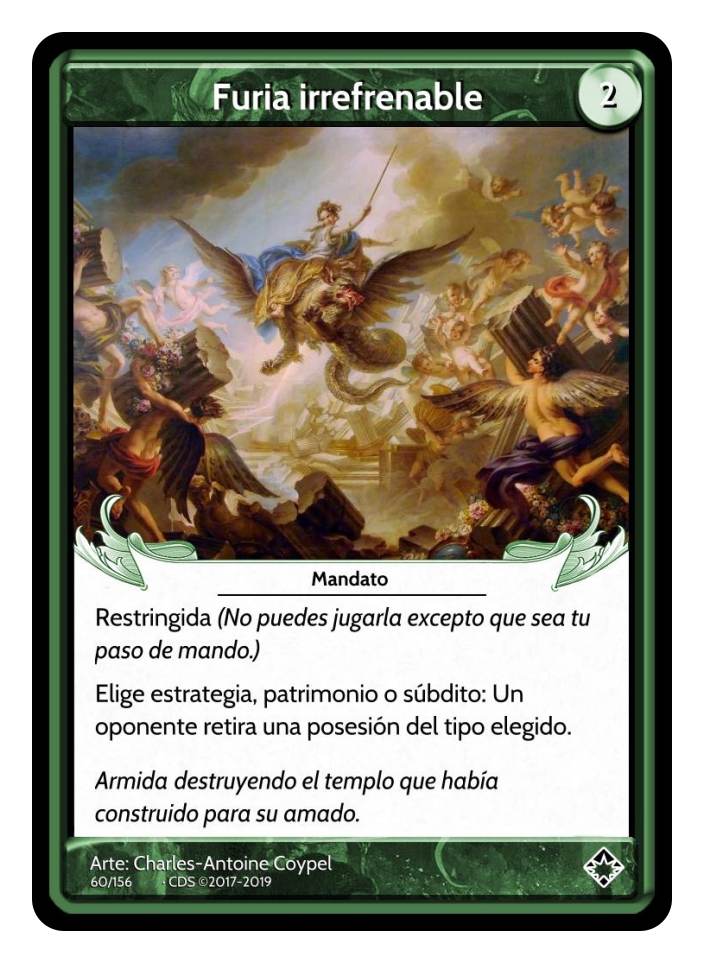 Furia irrefrenable
2
Mandato
Restringida (No puedes jugarla excepto que sea tu
paso de mando.)
Elige estrategia, patrimonio o súbdito: Un
oponente retira una posesión del tipo elegido.
Armida destruyendo el templo que había
construido para su amado.
Arte: Charles-Antoine Coypel
60/156 · CDS ©2017-2019